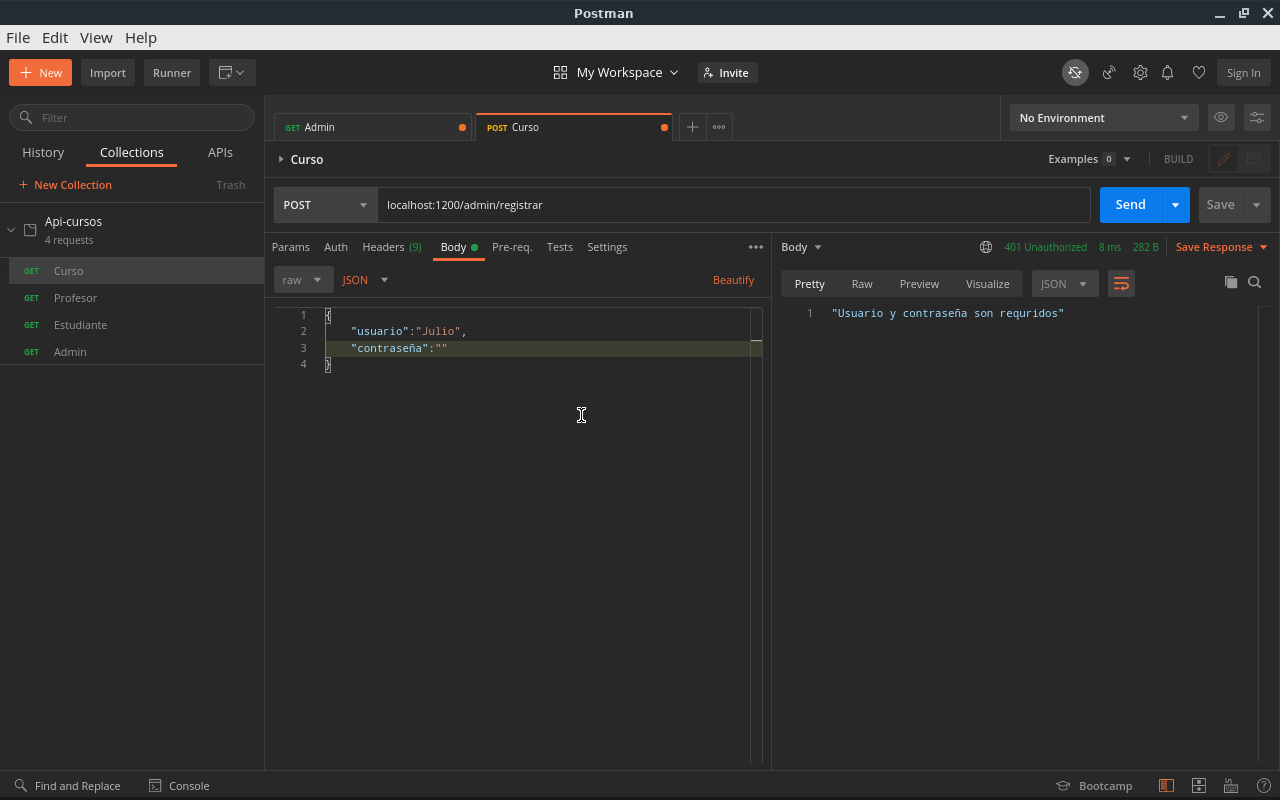 Postman
File Edit View Help
New Import Runner My Workspace Invite Sign In
Filter
History Collections APIs
New Collection Trash
Api-cursos
4 requests
GET Curso
GET Profesor
GET Estudiante
GET Admin
GET Admin POST Curso No Environment
Curso Examples 0 BUILD
POST localhost:1200/admin/registrar Send Save
Params Auth Headers (9) Body Pre-req. Tests Settings
raw JSON Beautify
1 {
2 "usuario":"Julio",
3 "contraseña":""
4 }
Body 401 Unauthorized 8 ms 282 B Save Response
Pretty Raw Preview Visualize JSON
1 "Usuario y contraseña son requridos"
Find and Replace Console Bootcamp